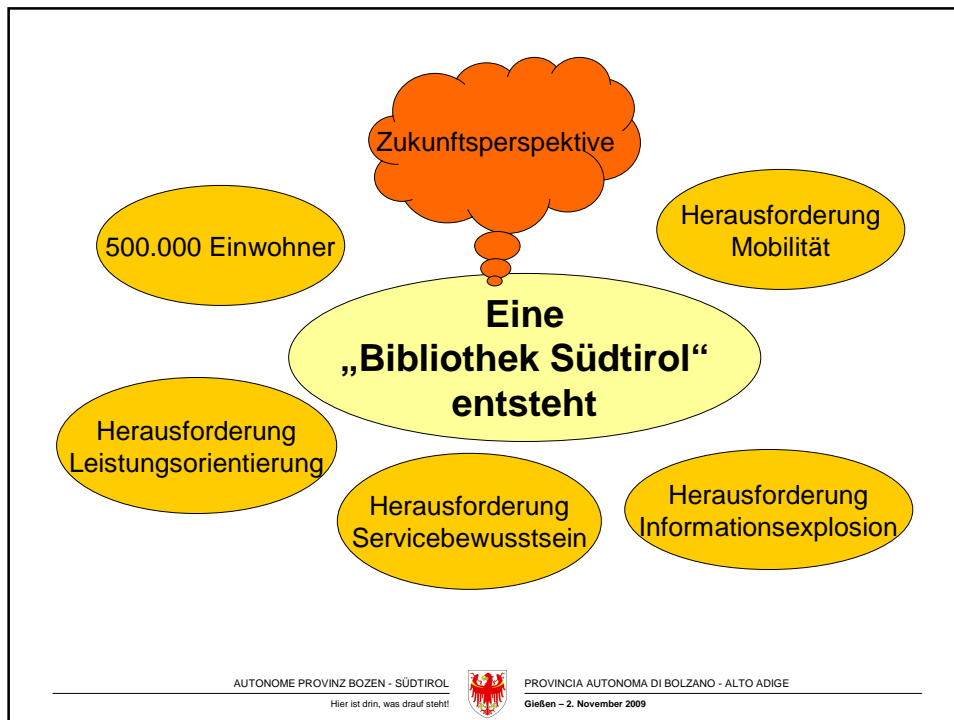 Zukunftsperspektive
500.000 Einwohner
Herausforderung
Mobilität
Eine
„Bibliothek Südtirol“
entsteht
Herausforderung
Leistungsorientierung
Herausforderung
Servicebewusstsein
Herausforderung
Informationsexplosion
AUTONOME PROVINZ BOZEN - SÜDTIROL
Hier ist drin, was drauf steht!
PROVINCIA AUTONOMA DI BOLZANO - ALTO ADIGE
Gießen – 2. November 2009